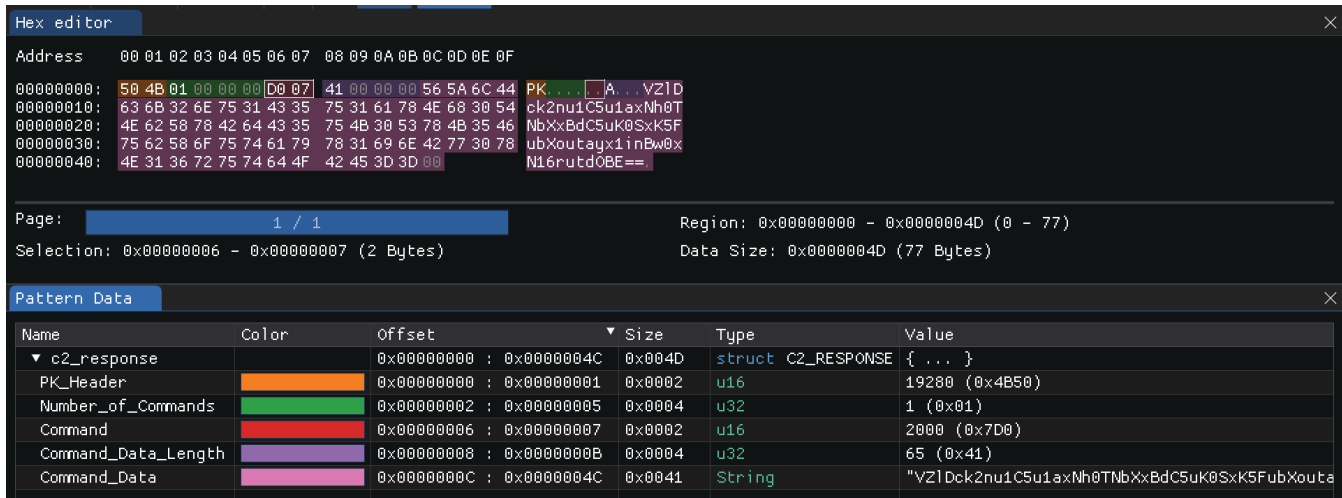 Hex editor
Address 00 01 02 03 04 05 06 07 08 09 0A 0B 0C 0D 0E 0F
00000000: 50 4B 01 00 00 00 D0 07 41 00 00 00 56 5A 6C 44 PK......A...VZlD
00000010: 63 6B 32 6E 75 31 43 35 75 31 61 78 4E 68 30 54 ck2nu1C5u1axNh0T
00000020: 4E 62 58 78 42 64 43 35 75 4B 30 53 78 4B 35 46 NbXxBdC5uK0SxK5F
00000030: 75 62 58 6F 75 74 61 79 78 31 69 6E 42 77 30 78 ubXoutayx1inBw0x
00000040: 4E 31 36 72 75 74 64 4F 42 45 3D 3D 00 N16rutdOBE==.
Page: 1 / 1 Region: 0x00000000 - 0x0000004D (0 - 77)
Selection: 0x00000006 - 0x00000007 (2 Bytes) Data Size: 0x0000004D (77 Bytes)
Pattern Data
Name Color Offset Size Type Value
c2_response 0x00000000 : 0x0000004C 0x004D struct C2_RESPONSE { ... }
PK_Header 0x00000000 : 0x00000001 0x0002 u16 19280 (0x4B50)
Number_of_Commands 0x00000002 : 0x00000005 0x0004 u32 1 (0x01)
Command 0x00000006 : 0x00000007 0x0002 u16 2000 (0x7D0)
Command_Data_Length 0x00000008 : 0x0000000B 0x0004 u32 65 (0x41)
Command_Data 0x0000000C : 0x0000004C 0x0041 String "VZlDck2nu1C5u1axNh0TNbXxBdC5uK0SxK5FubXouta